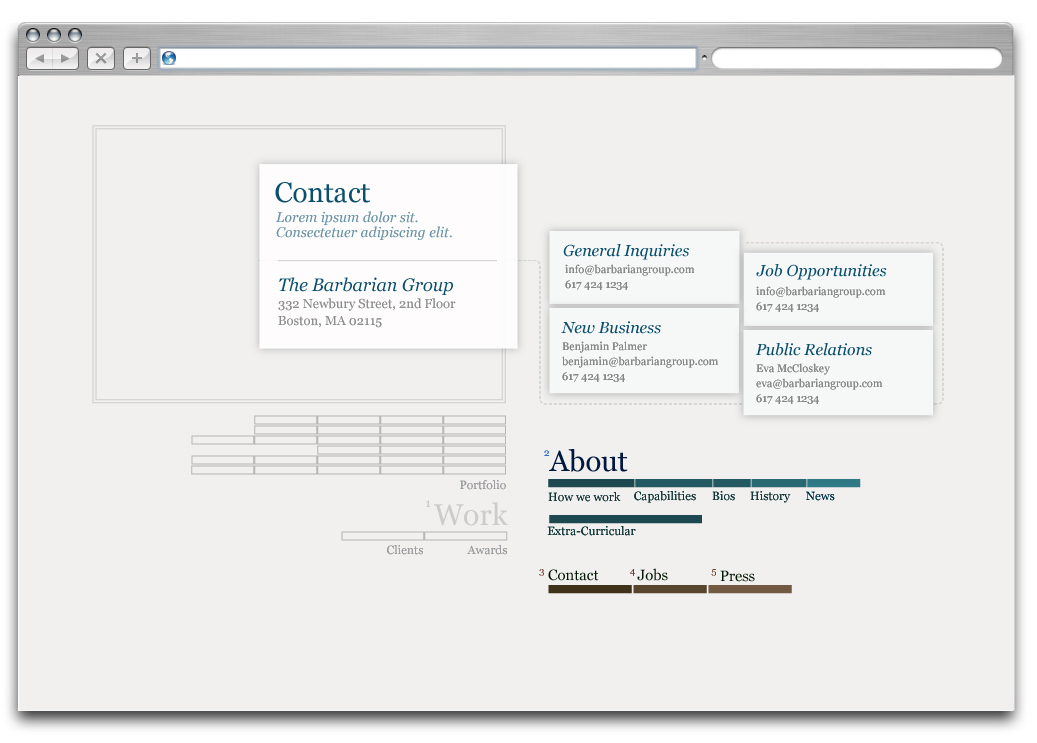 Contact
Lorem ipsum dolor sit.
Consectetuer adipiscing elit.
The Barbarian Group
332 Newbury Street, 2nd Floor
Boston, MA 02115
General Inquiries
info@barbariangroup.com
617 424 1234
New Business
Benjamin Palmer
benjamin@barbariangroup.com
617 424 1234
Job Opportunities
info@barbariangroup.com
617 424 1234
Public Relations
Eva McCloskey
eva@barbariangroup.com
617 424 1234
Portfolio
1 Work
Clients Awards
2 About
How we work Capabilities Bios History News
Extra-Curricular
3 Contact 4 Jobs 5 Press